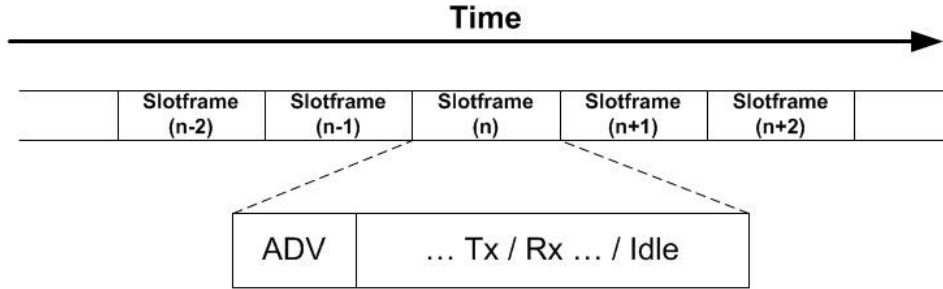 Time
Slotframe Slotframe Slotframe Slotframe Slotframe
(n-2) (n-1) (n) (n+1) (n+2)
ADV ... Tx / Rx ... / Idle